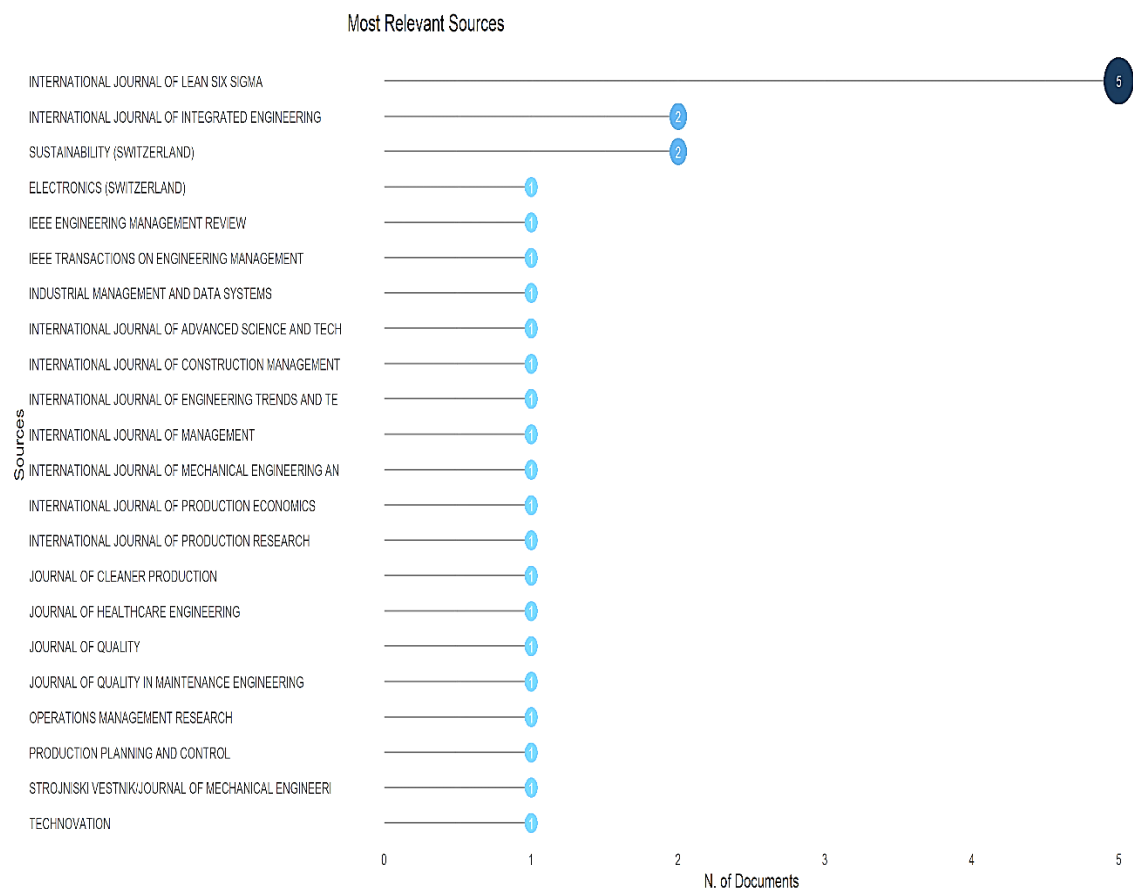 Most Relevant Sources
INTERNATIONAL JOURNAL OF LEAN SIX SIGMA 5
INTERNATIONAL JOURNAL OF INTEGRATED ENGINEERING 2
SUSTAINABILITY (SWITZERLAND) 2
ELECTRONICS (SWITZERLAND) 1
IEEE ENGINEERING MANAGEMENT REVIEW 1
IEEE TRANSACTIONS ON ENGINEERING MANAGEMENT 1
INDUSTRIAL MANAGEMENT AND DATA SYSTEMS 1
INTERNATIONAL JOURNAL OF ADVANCED SCIENCE AND TECH 1
INTERNATIONAL JOURNAL OF CONSTRUCTION MANAGEMENT 1
INTERNATIONAL JOURNAL OF ENGINEERING TRENDS AND TE 1
INTERNATIONAL JOURNAL OF MANAGEMENT 1
Sources
INTERNATIONAL JOURNAL OF MECHANICAL ENGINEERING AN 1
INTERNATIONAL JOURNAL OF PRODUCTION ECONOMICS 1
INTERNATIONAL JOURNAL OF PRODUCTION RESEARCH 1
JOURNAL OF CLEANER PRODUCTION 1
JOURNAL OF HEALTHCARE ENGINEERING 1
JOURNAL OF QUALITY 1
JOURNAL OF QUALITY IN MAINTENANCE ENGINEERING 1
OPERATIONS MANAGEMENT RESEARCH 1
PRODUCTION PLANNING AND CONTROL 1
STROJNISKI VESTNIK/JOURNAL OF MECHANICAL ENGINEERI 1
TECHNOVATION 1
0 1 2 3 4 5
N. of Documents